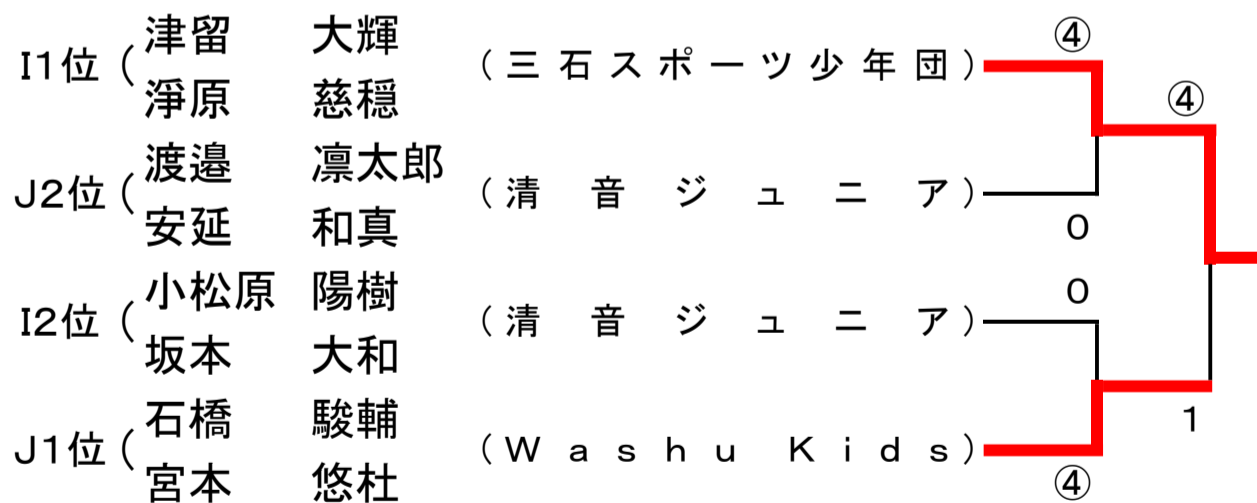 ④
I1位 ( 津留 大輝 (三石スポーツ少年団)
淨原 慈穏
④
J2位 ( 渡邉 凛太郎 (清音ジュニア)
安延 和真
0
I2位 ( 小松原 陽樹 (清音ジュニア)
坂本 大和
0
J1位 ( 石橋 駿輔 (Washu Kids)
宮本 悠杜
1
④